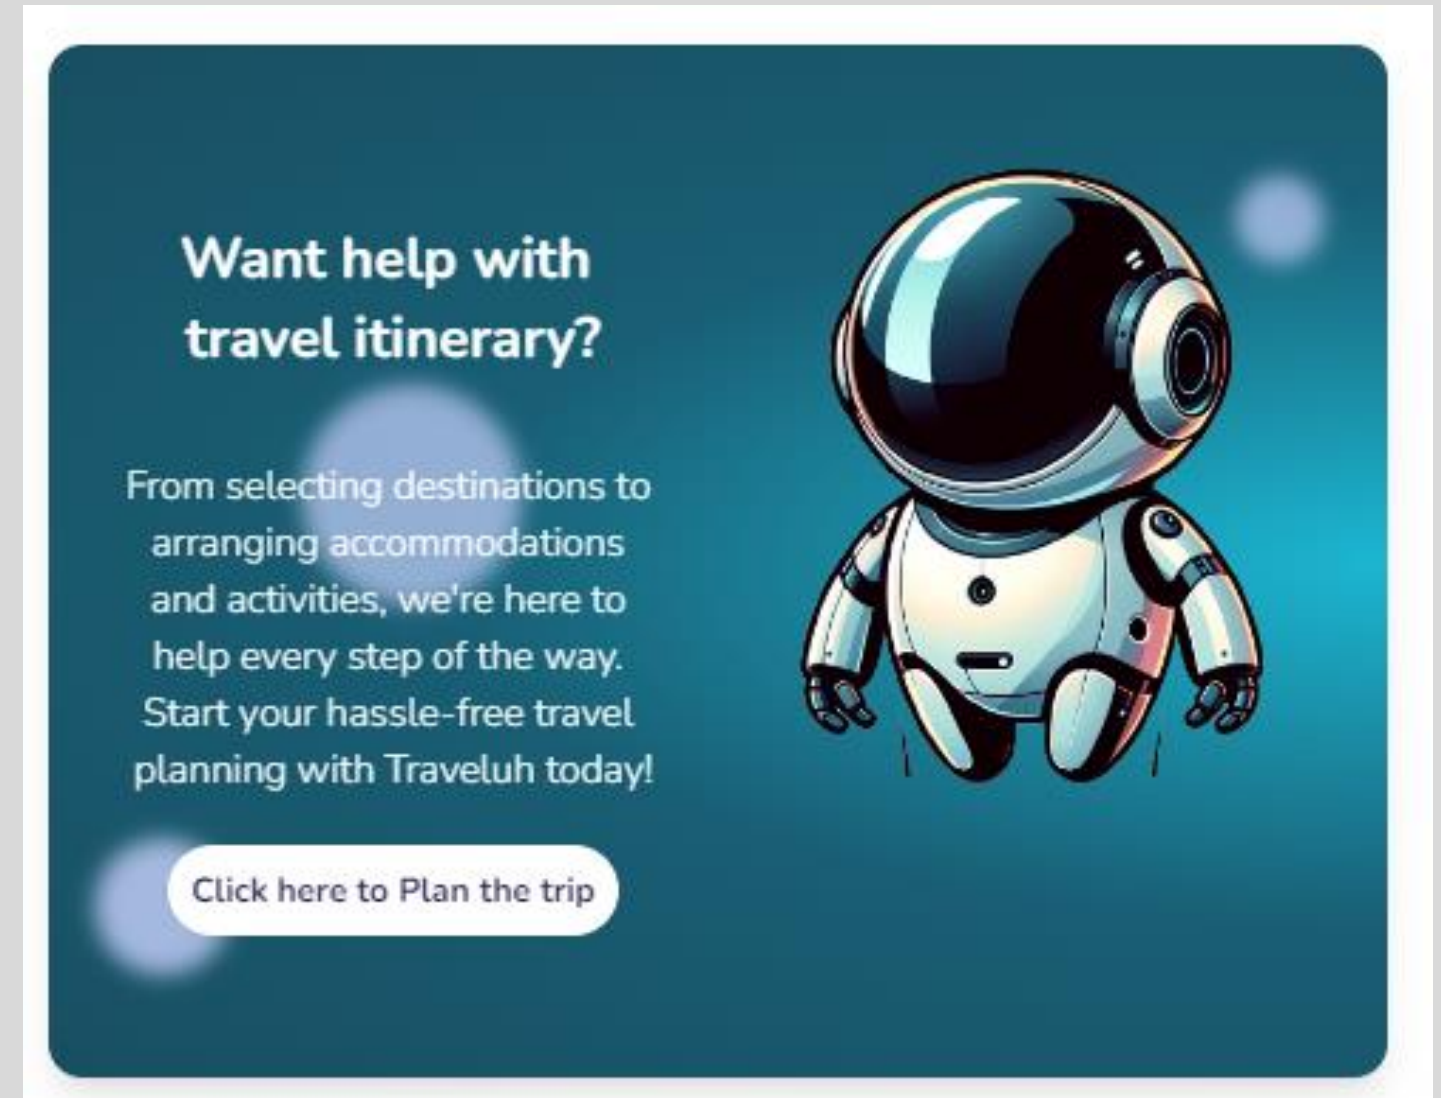 Want help with
travel itinerary?
From selecting destinations to
arranging accommodations
and activities, we're here to
help every step of the way.
Start your hassle-free travel
planning with Traveluh today!
Click here to Plan the trip